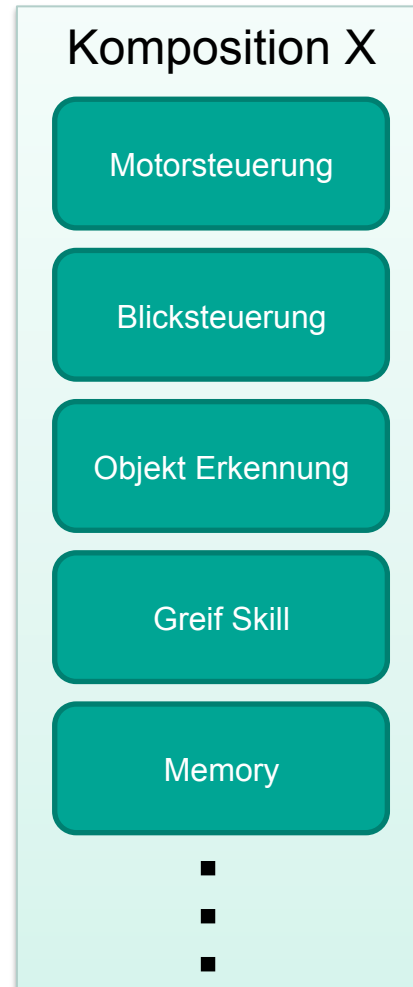 Komposition X
Motorsteuerung
Blicksteuerung
Objekt Erkennung
Greif Skill
Memory